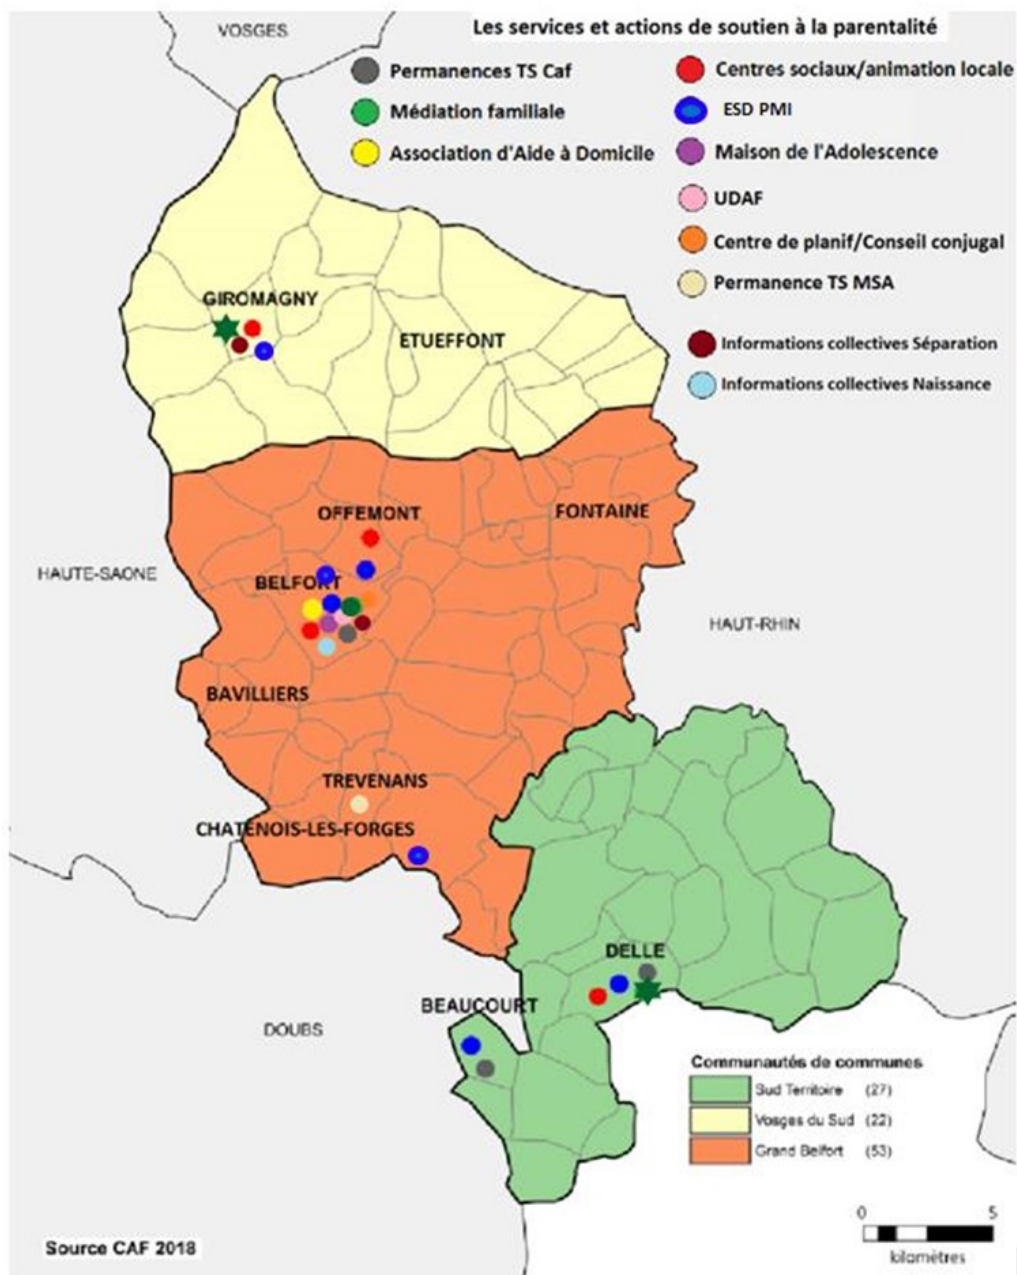 VOSGES
Les services et actions de soutien à la parentalité
Permanences TS Caf
Médiation familiale
Association d'Aide à Domicile
Centres sociaux/animation locale
ESD PMI
Maison de l'Adolescence
UDAF
Centre de planif/Conseil conjugal
Permanence TS MSA
Informations collectives Séparation
Informations collectives Naissance
GIROMAGNY
ETUEFFONT
OFFEMONT
FONTAINE
HAUTE-SAONE
BELFORT
HAUT-RHIN
BAVILLIERS
TREVENANS
CHATENOIS-LES-FORGES
DELLE
BEAUCOURT
DOUBS
Communautés de communes
Sud Territoire (27)
Vosges du Sud (22)
Grand Belfort (53)
0 5
kilomètres
Source CAF 2018